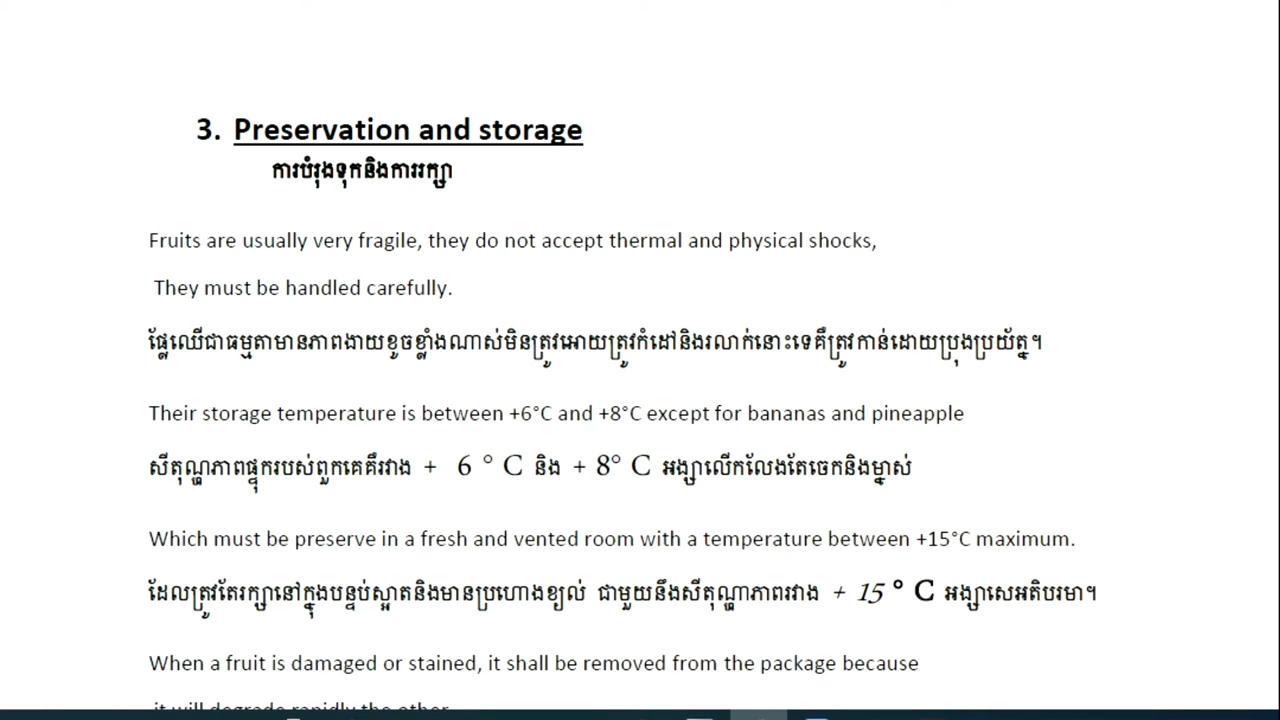 3. Preservation and storage
ការបំរុងទុកនិងការរក្សា
Fruits are usually very fragile, they do not accept thermal and physical shocks,
They must be handled carefully.
ផ្លែឈើជាធម្មតាមានភាពងាយខូចខ្លាំងណាស់មិនត្រូវអោយត្រូវកំដៅនិងរលាក់នោះទេគឺត្រូវកាន់ដោយប្រុងប្រយ័ត្ន។
Their storage temperature is between +6°C and +8°C except for bananas and pineapple
សីតុណ្ហភាពផ្ទុករបស់ពួកគេគឺរវាង + 6 ° C និង + 8° C អង្សាលើកលែងតែចេកនិងម្នាស់
Which must be preserve in a fresh and vented room with a temperature between +15°C maximum.
ដែលត្រូវតែរក្សានៅក្នុងបន្ទប់ស្អាតនិងមានប្រហោងខ្យល់ ជាមួយនឹងសីតុណ្ហាភាពរវាង + 15 ° C អង្សាសេអតិបរមា។
When a fruit is damaged or stained, it shall be removed from the package because
it will degrade rapidly the other